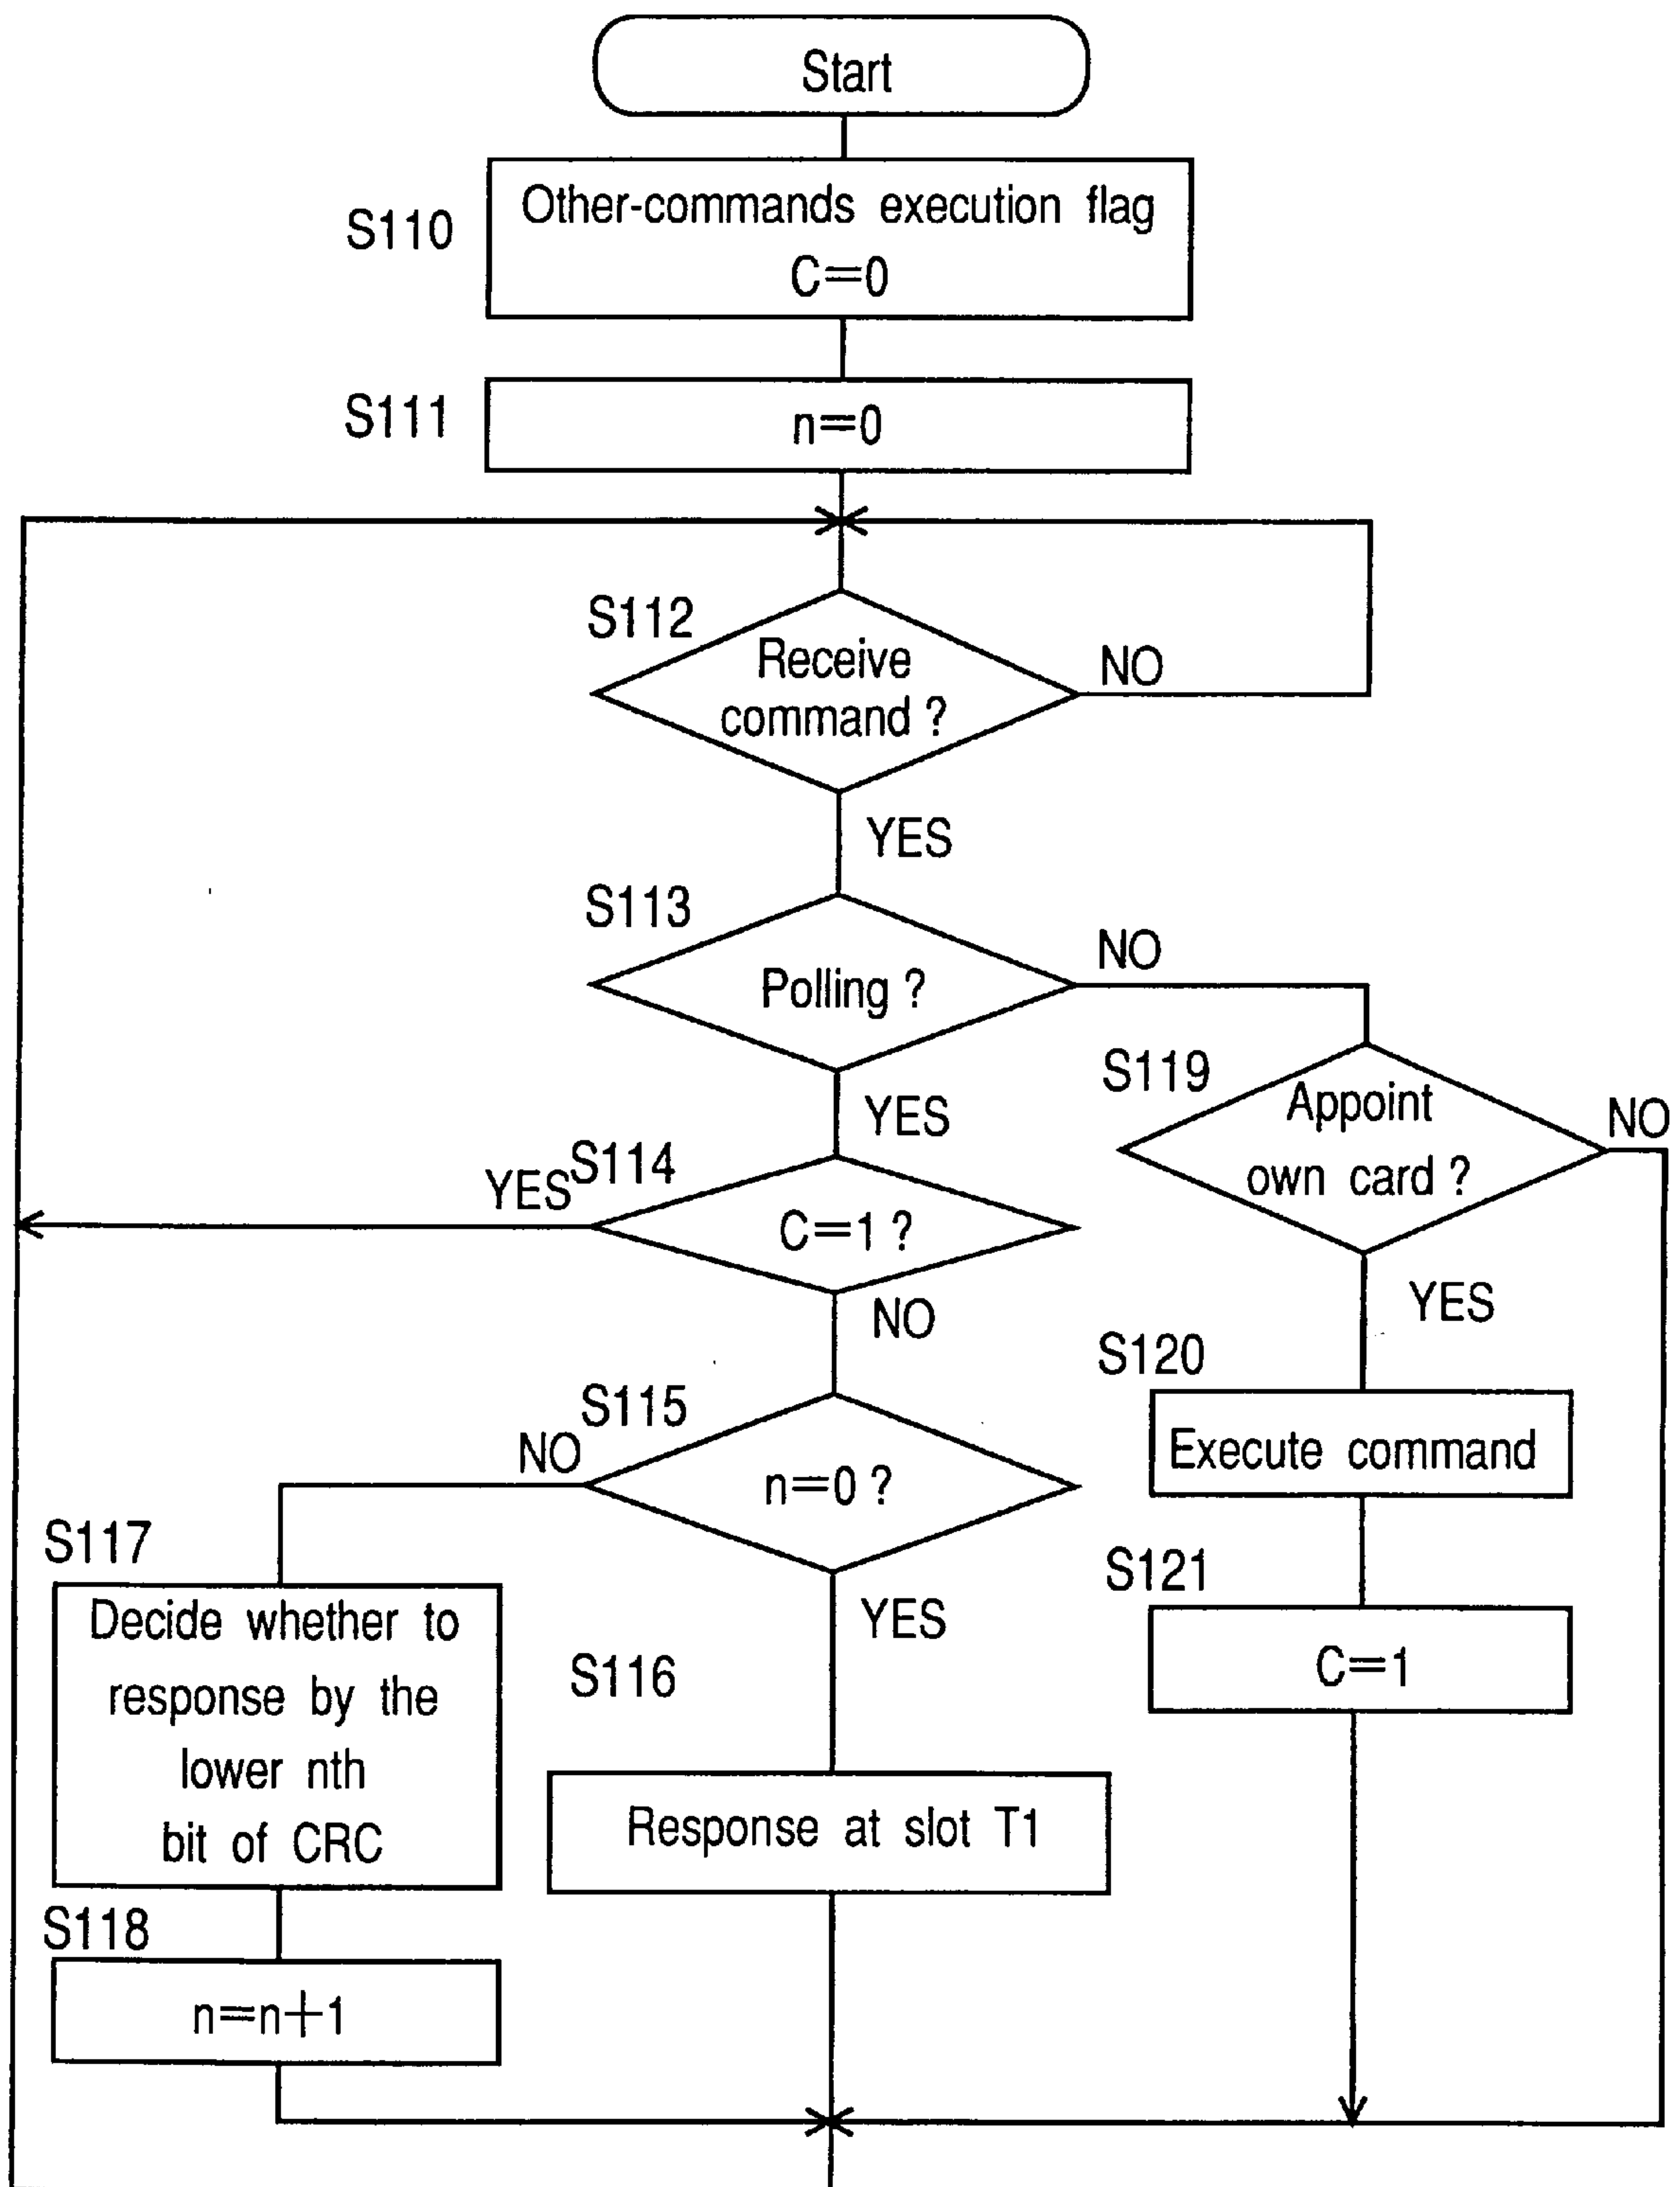 Start
S110
Other-commands execution flag
C=0
S111
n=0
S112
Receive
command ?
NO
YES
S113
Polling ?
NO
YES
S119
Appoint
own card ?
NO
YES
S114
YES
C=1 ?
NO
S115
NO
n=0 ?
YES
S120
Execute command
S121
C=1
S117
Decide whether to
response by the
lower nth
bit of CRC
S116
Response at slot T1
S118
n=n+1